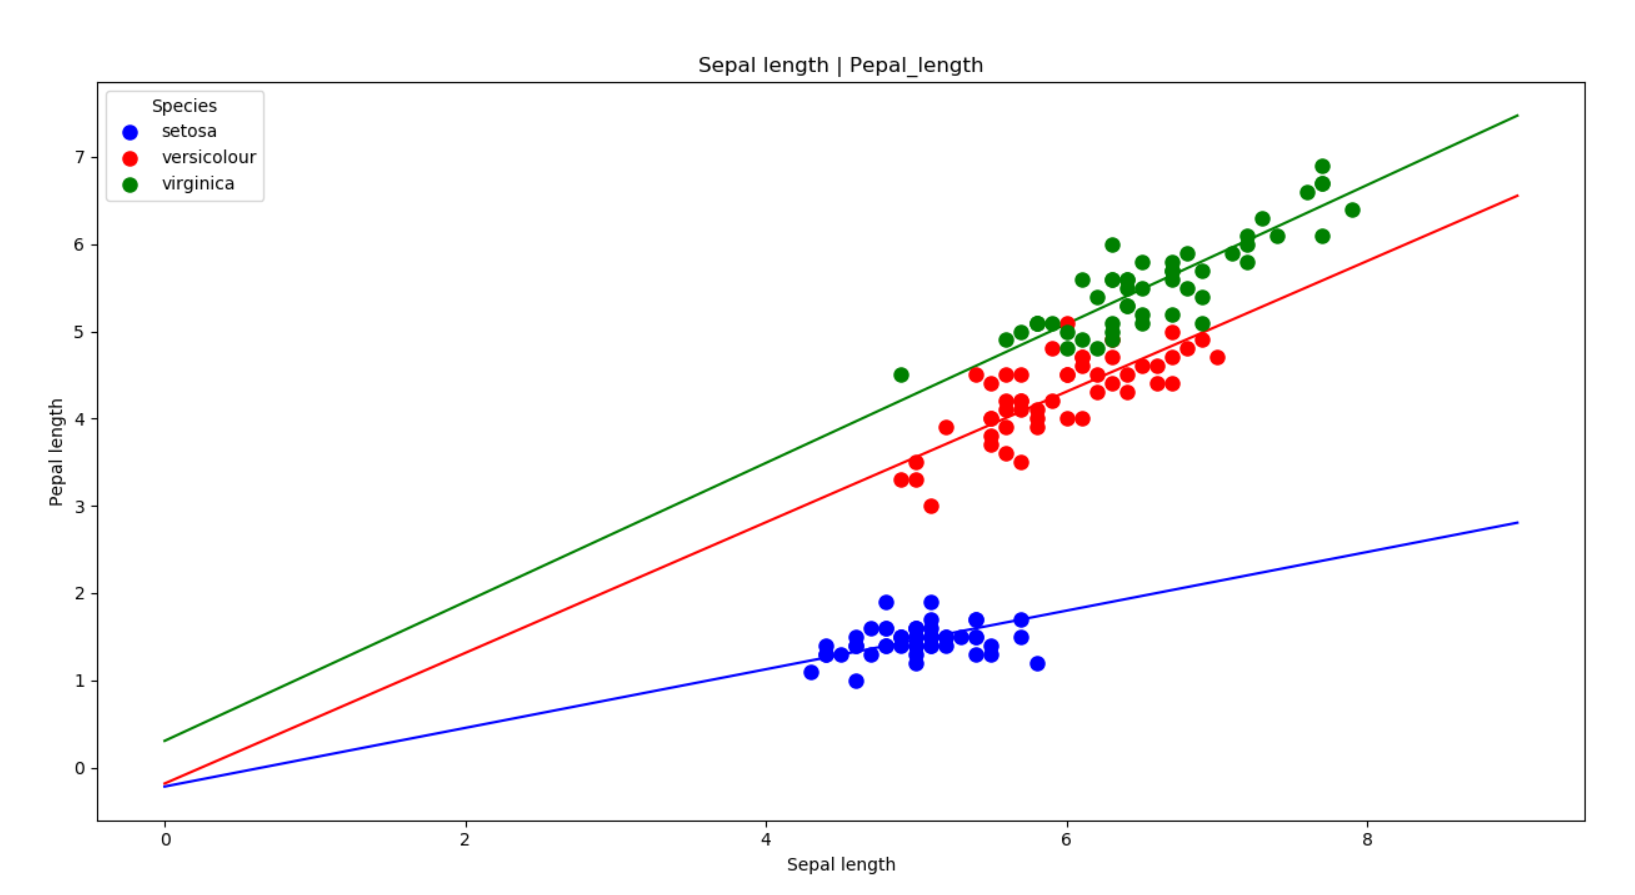 Sepal length | Pepal_length
Species
setosa
versicolour
virginica
7
6
5
4
3
2
1
0
Pepal length
0 2 4 6 8
Sepal length